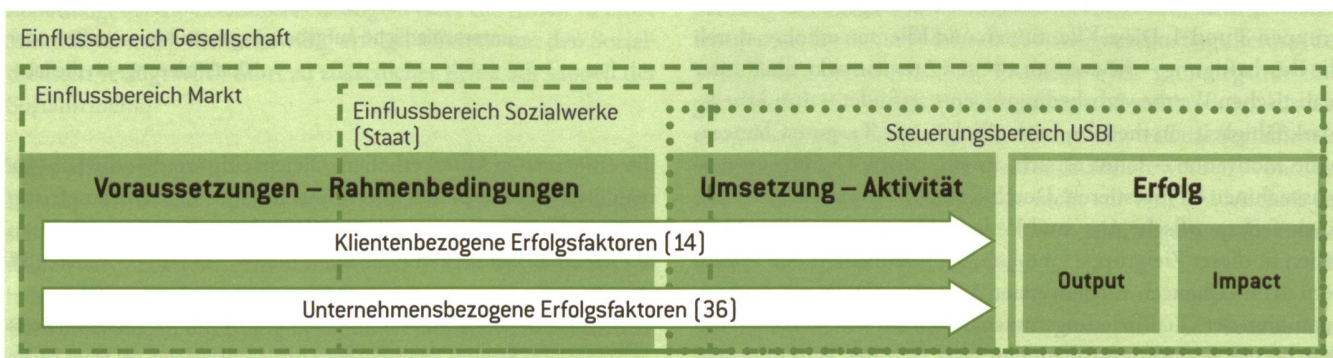 Einflussbereich Gesellschaft
Einflussbereich Markt
Einflussbereich Sozialwerke
(Staat)
Steuerungsbereich USBI
Voraussetzungen – Rahmenbedingungen
Umsetzung – Aktivität
Erfolg
Klientenbezogene Erfolgsfaktoren (14)
Unternehmensbezogene Erfolgsfaktoren (36)
Output
Impact